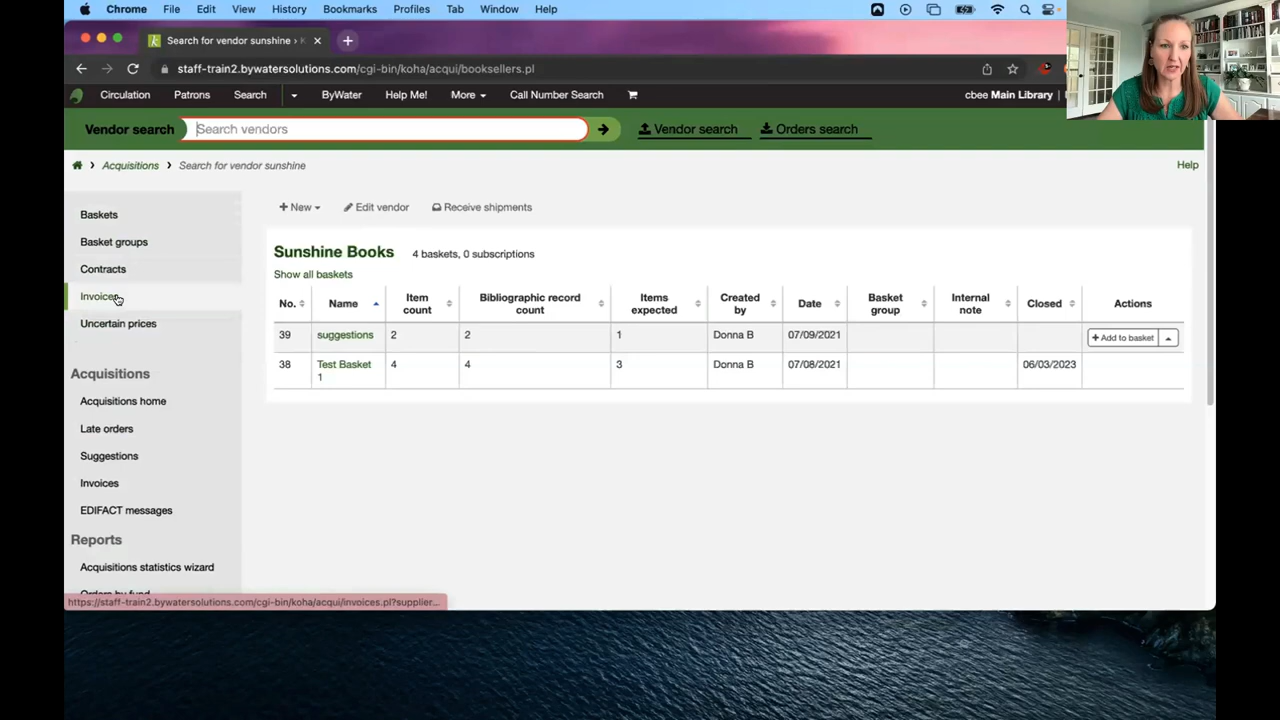 Chrome File Edit View History Bookmarks Profiles Tab Window Help
Search for vendor sunshine › K
staff-train2.bywatersolutions.com/cgi-bin/koha/acqui/booksellers.pl
Circulation Patrons Search ByWater Help Me! More Call Number Search cbee Main Library |
Vendor search Search vendors Vendor search Orders search
Acquisitions Search for vendor sunshine Help
Baskets
Basket groups
Contracts
Invoices
Uncertain prices
Acquisitions
Acquisitions home
Late orders
Suggestions
Invoices
EDIFACT messages
Reports
Acquisitions statistics wizard
Orders by fund
+ New Edit vendor Receive shipments
Sunshine Books 4 baskets, 0 subscriptions
Show all baskets
No. Name Item count Bibliographic record count Items expected Created by Date Basket group Internal note Closed Actions
39 suggestions 2 2 1 Donna B 07/09/2021 + Add to basket
38 Test Basket 1 4 4 3 Donna B 07/08/2021 06/03/2023
https://staff-train2.bywatersolutions.com/cgi-bin/koha/acqui/invoices.pl?supplier...